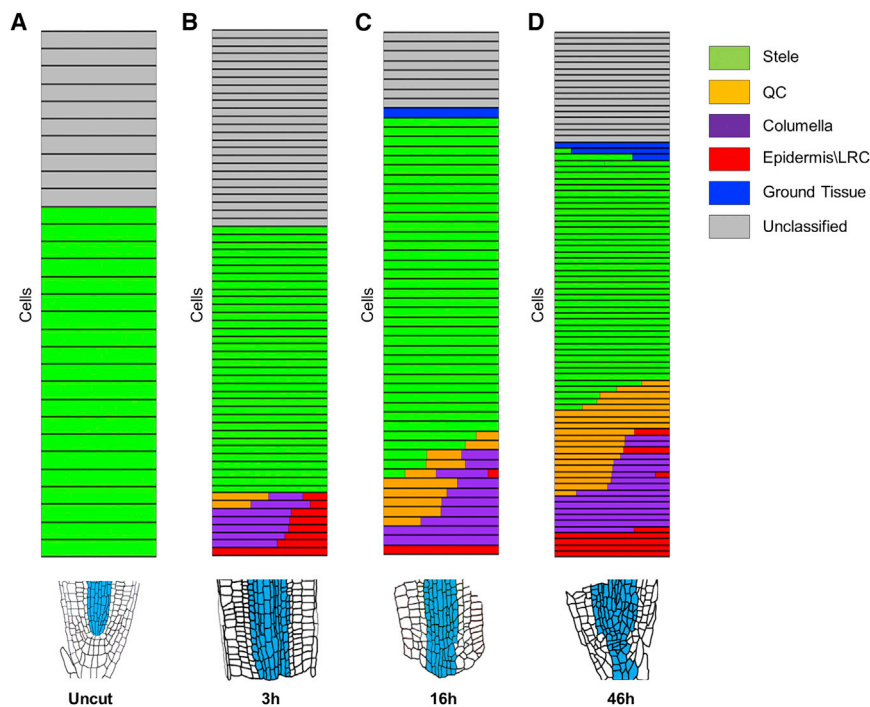 A
B
C
D
Cells
Cells
Cells
Cells
Stele
QC
Columella
Epidermis\LRC
Ground Tissue
Unclassified
Uncut
3h
16h
46h